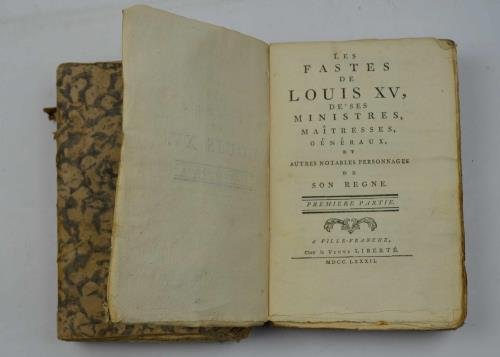 LES
FASTES
DE
LOUIS XV,
DE SES
MINISTRES,
MAÎTRESSES,
GÉNÉRAUX,
ET
AUTRES NOTABLES PERSONNAGES
DE
SON REGNE.
PREMIERE PARTIE.
A VILLE-FRANCHE,
Chez la Veuve LIBERTÉ.
MDCC. LXXXII.